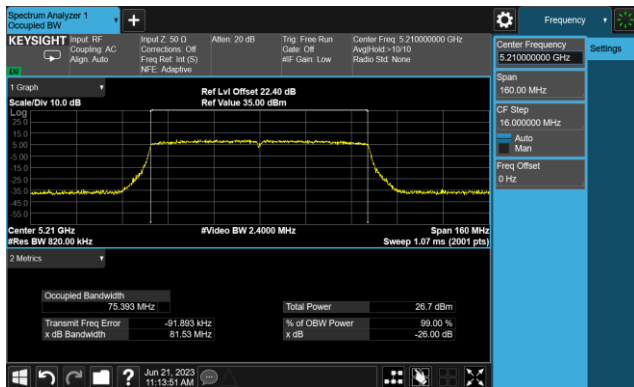 Spectrum Analyzer 1
Occupied BW
Frequency
KEYSIGHT
Input: RF
Coupling: AC
Align: Auto
Input Z: 50 Ω
Corrections: Off
Freq Ref: Int (S)
NFE: Adaptive
Atten: 20 dB
Trig: Free Run
Gate: Off
#IF Gain: Low
Center Freq: 5.210000000 GHz
Avg|Hold:>10/10
Radio Std: None
Center Frequency
5.210000000 GHz
Settings
Span
160.00 MHz
CF Step
16.000000 MHz
Auto
Man
Freq Offset
0 Hz
1 Graph
Scale/Div 10.0 dB
Ref Lvl Offset 22.40 dB
Ref Value 35.00 dBm
Log
25.0
15.0
5.00
-5.00
-15.0
-25.0
-35.0
-45.0
-55.0
Center 5.21 GHz
#Res BW 820.00 kHz
#Video BW 2.4000 MHz
Span 160 MHz
Sweep 1.07 ms (2001 pts)
2 Metrics
Occupied Bandwidth
75.393 MHz
Total Power 26.7 dBm
Transmit Freq Error -91.893 kHz
% of OBW Power 99.00 %
x dB Bandwidth 81.53 MHz
x dB -26.00 dB
?
Jun 21, 2023
11:13:51 AM